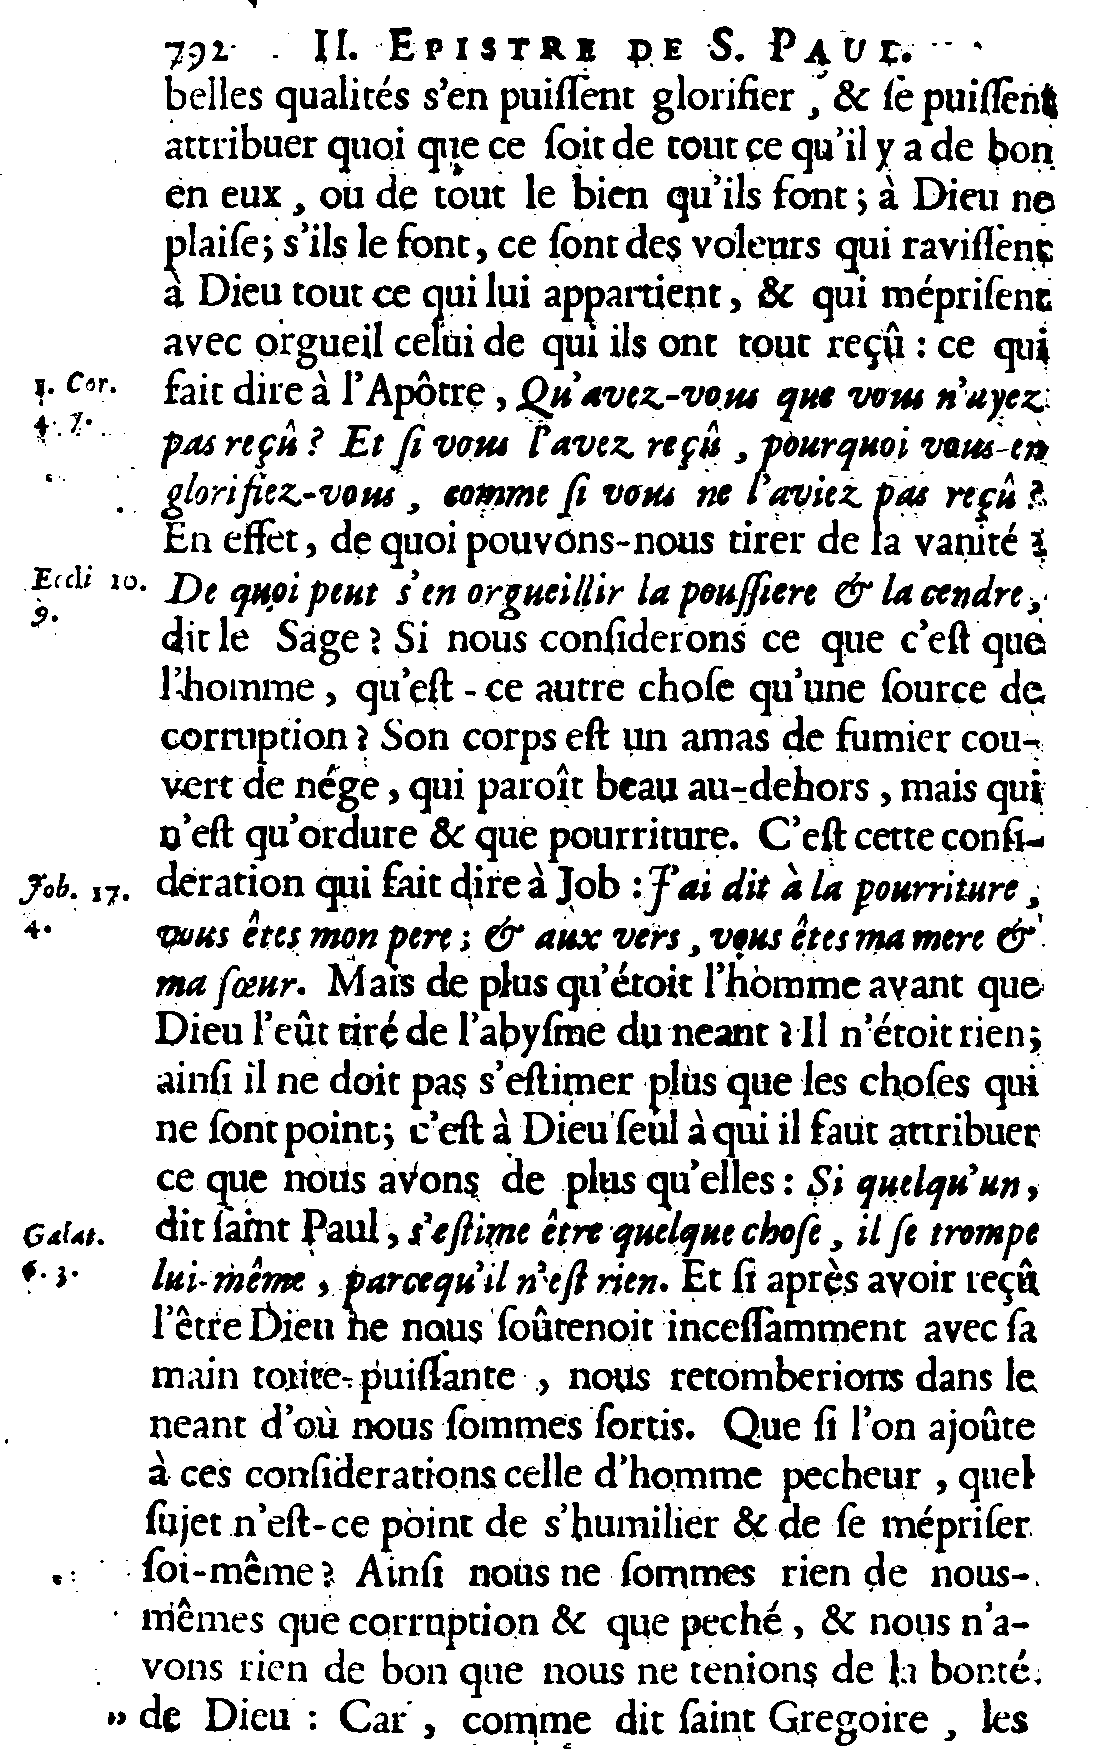 792 II. EPISTRE DE S. PAUL.
belles qualités s'en puiſſent glorifier, & ſe puiſſent
attribuer quoi que ce ſoit de tout ce qu'il y a de bon
en eux, ou de tout le bien qu'ils font; à Dieu ne
plaiſe; s'ils le font, ce ſont des voleurs qui raviſſent
à Dieu tout ce qui lui appartient, & qui mépriſent
avec orgueil celui de qui ils ont tout reçû : ce qui
1. Cor. fait dire à l'Apôtre, Qu'avez-vous que vous n'ayez
4. 7. pas reçû ? Et ſi vous l'avez reçû, pourquoi vous en
glorifiez-vous, comme ſi vous ne l'aviez pas reçû ?
En effet, de quoi pouvons-nous tirer de la vanité ?
Eccli 10. De quoi peut s'en orgueillir la pouſſiere & la cendre,
9. dit le Sage ? Si nous conſiderons ce que c'eſt que
l'homme, qu'eſt-ce autre choſe qu'une ſource de
corruption ? Son corps eſt un amas de fumier cou-
vert de nége, qui paroît beau au-dehors, mais qui
n'eſt qu'ordure & que pourriture. C'eſt cette conſi-
Job. 17. deration qui fait dire à Job : J'ai dit à la pourriture,
4. vous êtes mon pere ; & aux vers, vous êtes ma mere &
ma ſœur. Mais de plus qu'étoit l'homme avant que
Dieu l'eût tiré de l'abyſme du neant ? Il n'étoit rien;
ainſi il ne doit pas s'eſtimer plus que les choſes qui
ne ſont point; c'eſt à Dieu ſeul à qui il faut attribuer
ce que nous avons de plus qu'elles : Si quelqu'un,
Galat. dit ſaint Paul, s'eſtime être quelque choſe, il ſe trompe
6. 3. lui-même, parcequ'il n'eſt rien. Et ſi après avoir reçû
l'être Dieu ne nous ſoûtenoit inceſſamment avec ſa
main toute-puiſſante, nous retomberions dans le
neant d'où nous ſommes ſortis. Que ſi l'on ajoûte
à ces conſiderations celle d'homme pecheur, quel
ſujet n'eſt-ce point de s'humilier & de ſe mépriſer
ſoi-même ? Ainſi nous ne ſommes rien de nous-
mêmes que corruption & que peché, & nous n'a-
vons rien de bon que nous ne tenions de la bonté
» de Dieu : Car, comme dit ſaint Gregoire, les